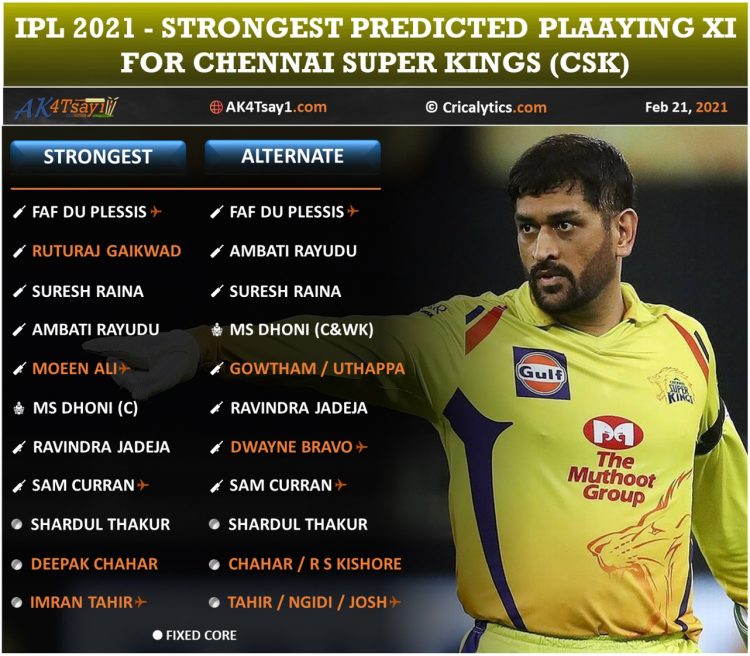 IPL 2021 - STRONGEST PREDICTED PLAAYING XI
FOR CHENNAI SUPER KINGS (CSK)
AK4Tsay1
AK4Tsay1.com
© Cricalytics.com
Feb 21, 2021
STRONGEST
FAF DU PLESSIS
RUTURAJ GAIKWAD
SURESH RAINA
AMBATI RAYUDU
MOEEN ALI
MS DHONI (C)
RAVINDRA JADEJA
SAM CURRAN
SHARDUL THAKUR
DEEPAK CHAHAR
IMRAN TAHIR
ALTERNATE
FAF DU PLESSIS
AMBATI RAYUDU
SURESH RAINA
MS DHONI (C&WK)
GOWTHAM / UTHAPPA
RAVINDRA JADEJA
DWAYNE BRAVO
SAM CURRAN
SHARDUL THAKUR
CHAHAR / R S KISHORE
TAHIR / NGIDI / JOSH
FIXED CORE
Gulf
CHENNAI
SUPER
KINGS
The
Muthoot
Group